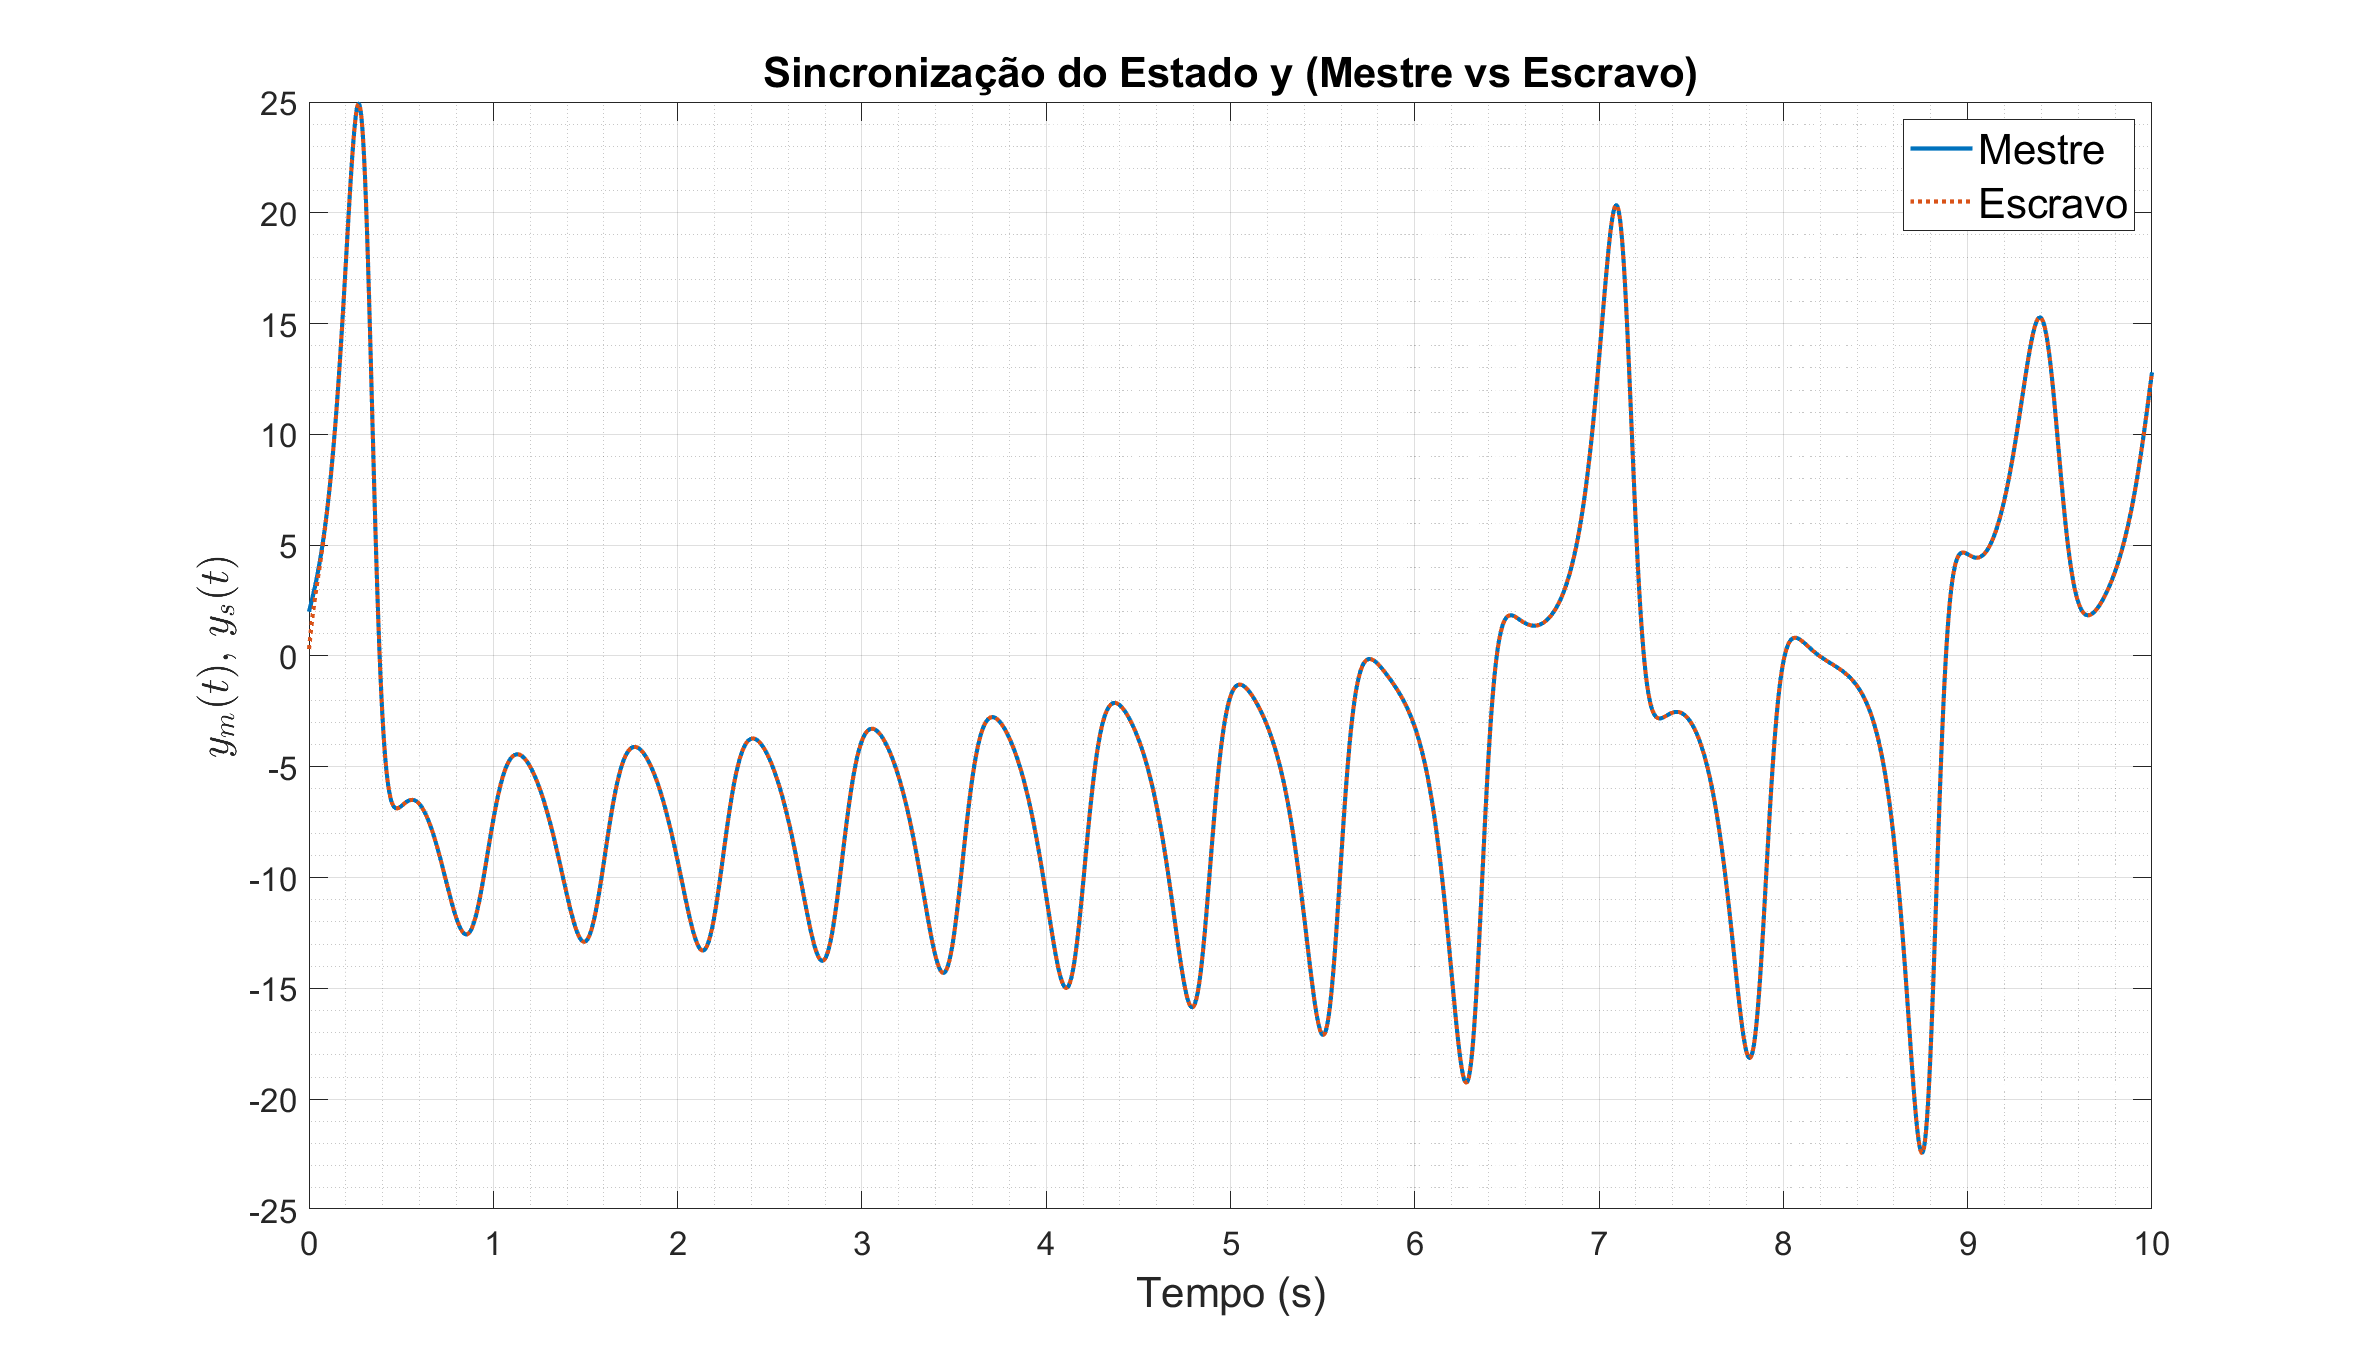 Sincronização do Estado y (Mestre vs Escravo)
Mestre
Escravo
25
20
15
10
5
0
-5
-10
-15
-20
-25
y_m(t), y_s(t)
0 1 2 3 4 5 6 7 8 9 10
Tempo (s)